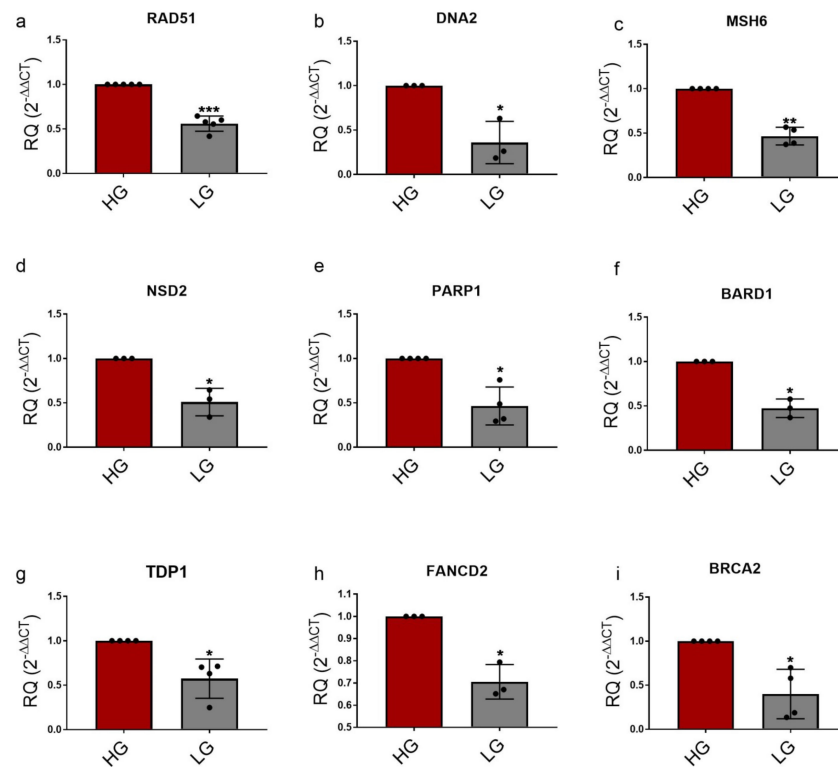 a
RAD51
RQ (2-ΔΔCT)
1.5
1.0
0.5
0.0
***
HG
LG
b
DNA2
RQ (2-ΔΔCT)
1.5
1.0
0.5
0.0
*
HG
LG
c
MSH6
RQ (2-ΔΔCT)
1.5
1.0
0.5
0.0
**
HG
LG
d
NSD2
RQ (2-ΔΔCT)
1.5
1.0
0.5
0.0
*
HG
LG
e
PARP1
RQ (2-ΔΔCT)
1.5
1.0
0.5
0.0
*
HG
LG
f
BARD1
RQ (2-ΔΔCT)
1.5
1.0
0.5
0.0
*
HG
LG
g
TDP1
RQ (2-ΔΔCT)
1.5
1.0
0.5
0.0
*
HG
LG
h
FANCD2
RQ (2-ΔΔCT)
1.1
1.0
0.9
0.8
0.7
0.6
0.5
*
HG
LG
i
BRCA2
RQ (2-ΔΔCT)
1.5
1.0
0.5
0.0
*
HG
LG